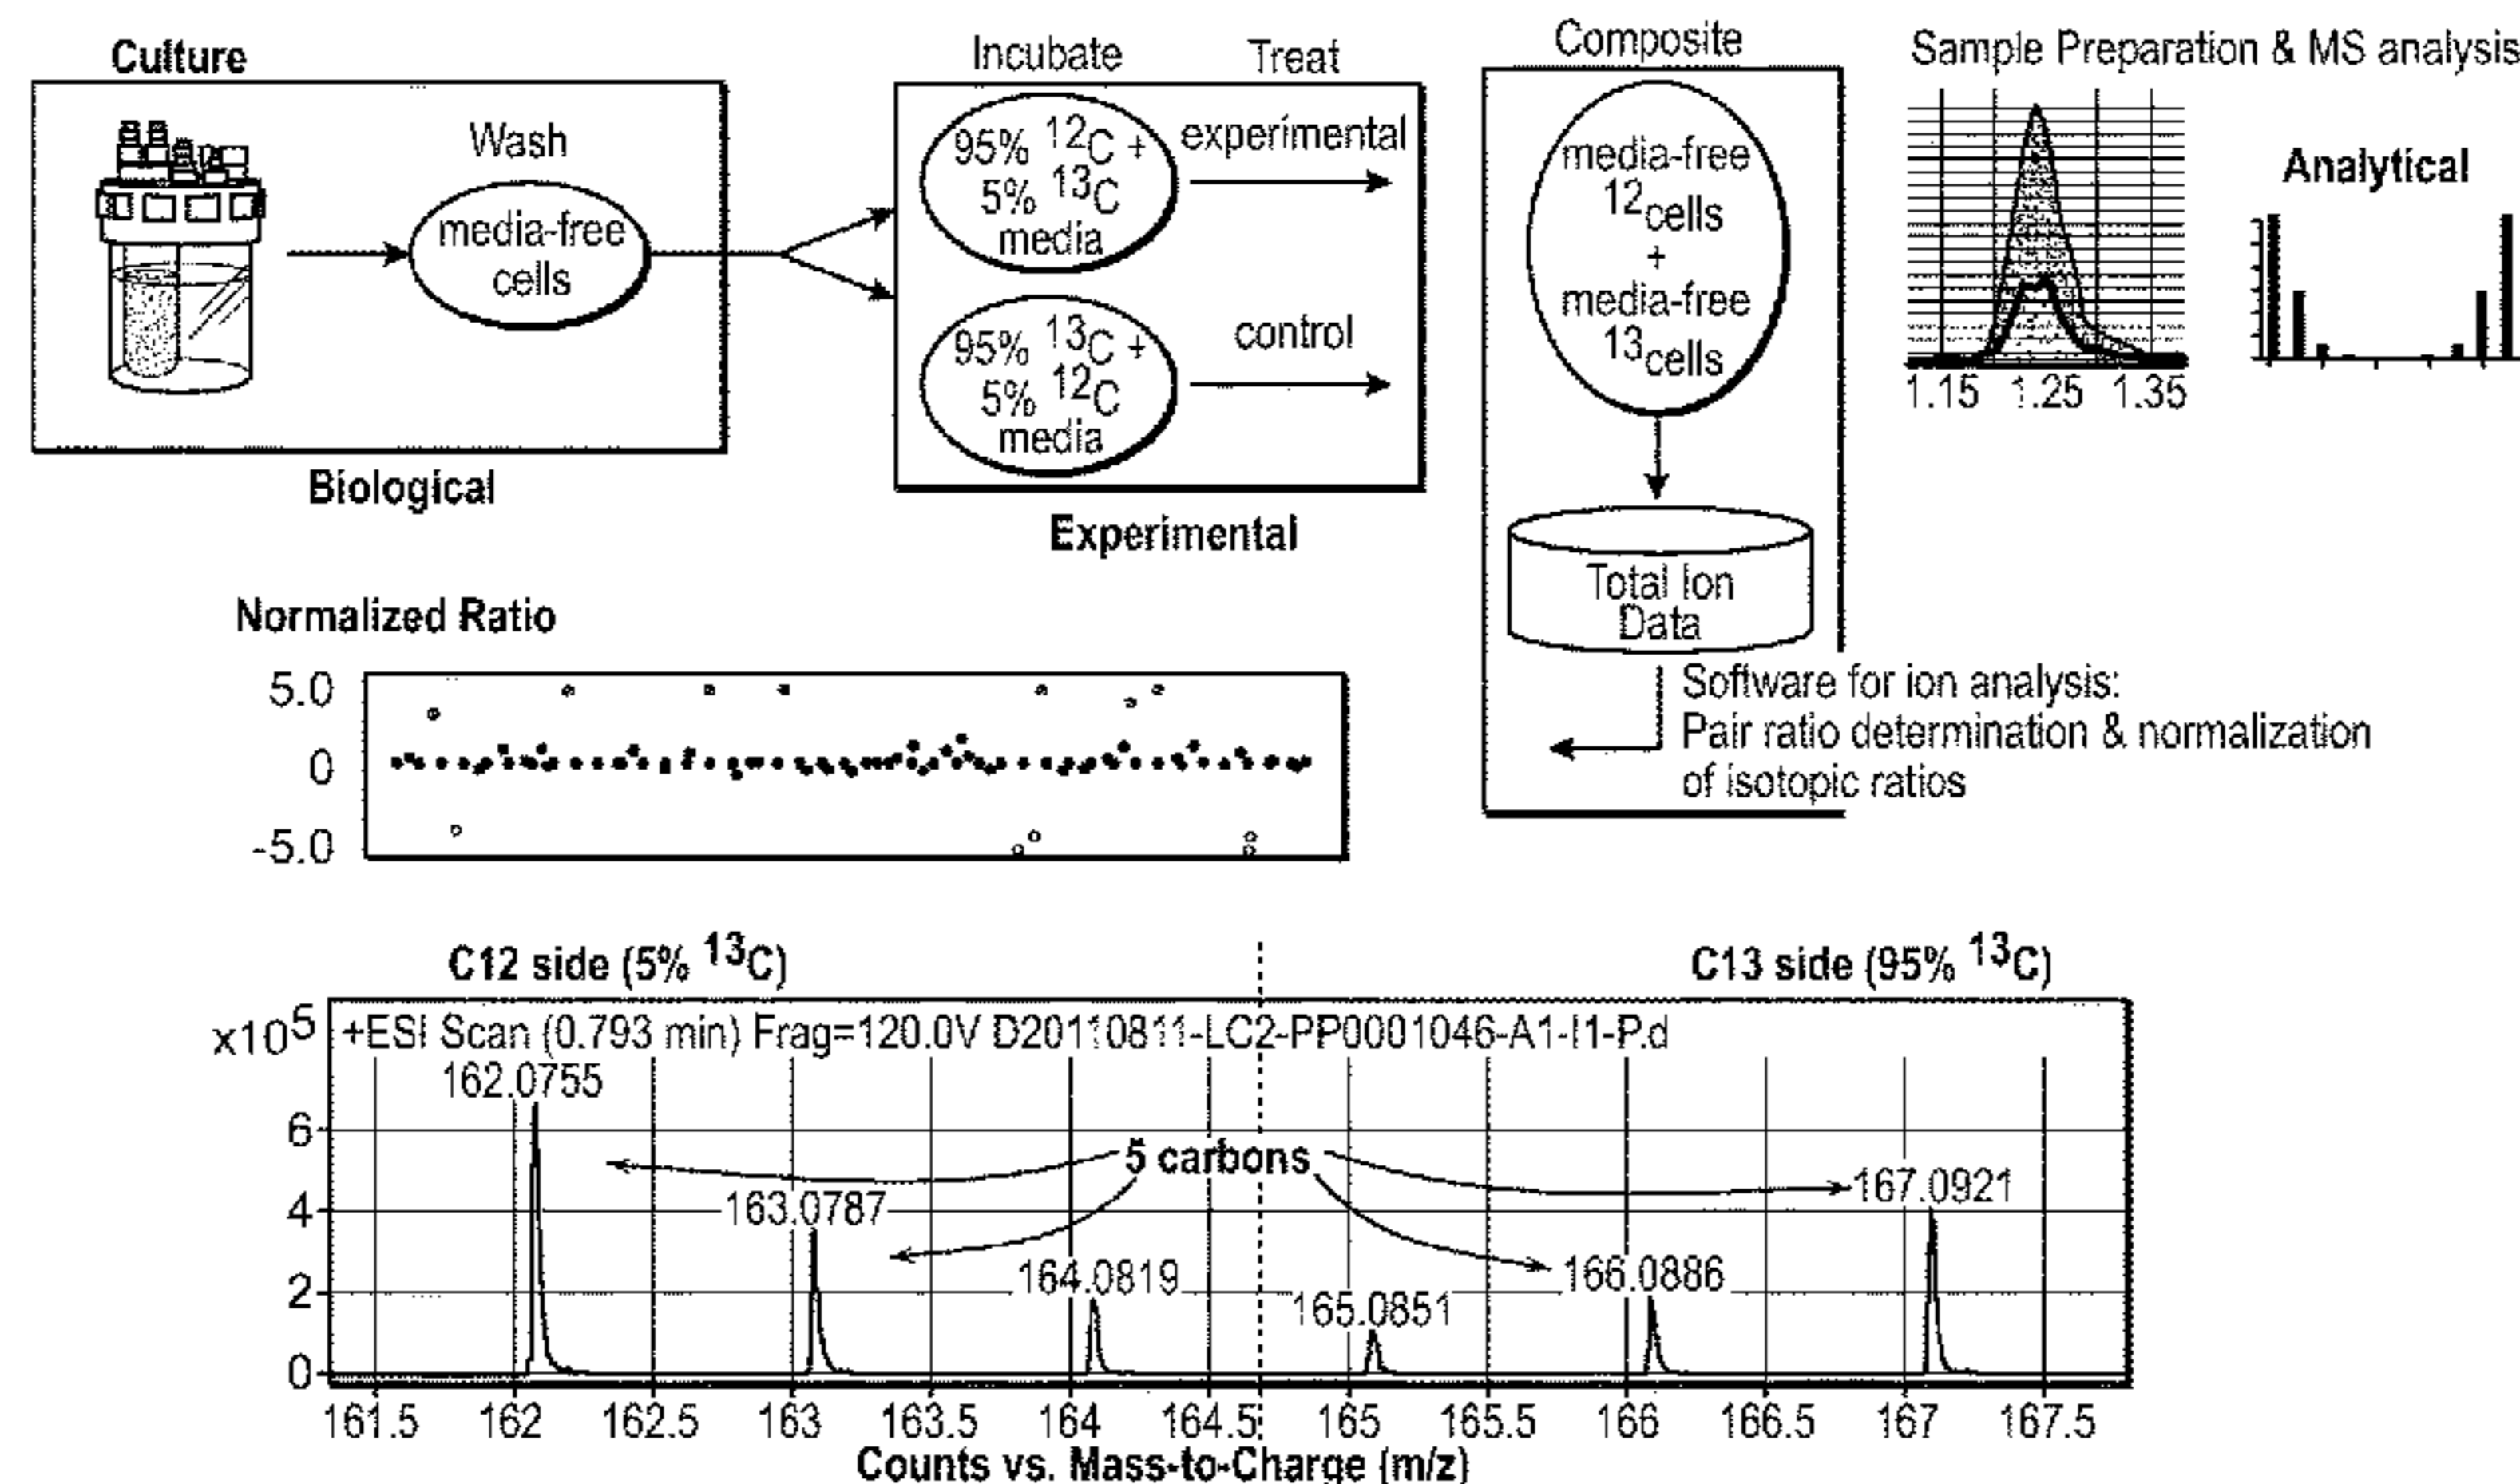 Culture
Wash
media-free
cells
Biological
Incubate
Treat
95% ¹²C +
5% ¹³C
media
experimental
95% ¹³C +
5% ¹²C
media
control
Experimental
Composite
media-free
¹²cells
+
media-free
¹³cells
Total Ion
Data
Software for ion analysis:
Pair ratio determination & normalization
of isotopic ratios
Sample Preparation & MS analysis
Analytical
1.15 1.25 1.35
Normalized Ratio
5.0
0
-5.0
C12 side (5% ¹³C)
C13 side (95% ¹³C)
x10⁵
+ESI Scan (0.793 min) Frag=120.0V D20110811-LC2-PP0001046-A1-I1-P.d
162.0755
6
5 carbons
167.0921
163.0787
4
164.0819
166.0886
2
165.0851
0
161.5 162 162.5 163 163.5 164 164.5 165 165.5 166 166.5 167 167.5
Counts vs. Mass-to-Charge (m/z)